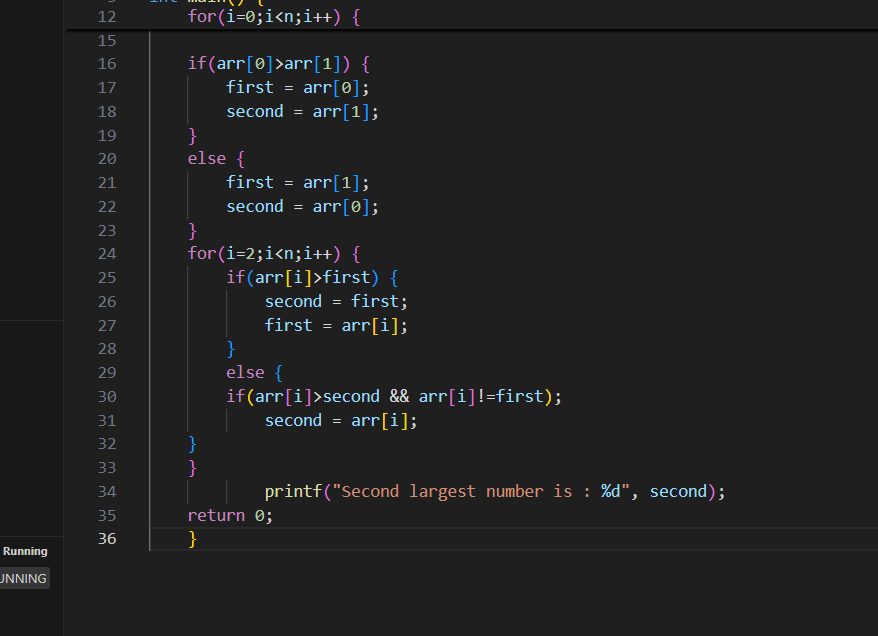 int main() {
12 for(i=0;i<n;i++) {
15
16 if(arr[0]>arr[1]) {
17 first = arr[0];
18 second = arr[1];
19 }
20 else {
21 first = arr[1];
22 second = arr[0];
23 }
24 for(i=2;i<n;i++) {
25 if(arr[i]>first) {
26 second = first;
27 first = arr[i];
28 }
29 else {
30 if(arr[i]>second && arr[i]!=first);
31 second = arr[i];
32 }
33 }
34 printf("Second largest number is : %d", second);
35 return 0;
36 }
Running
UNNING